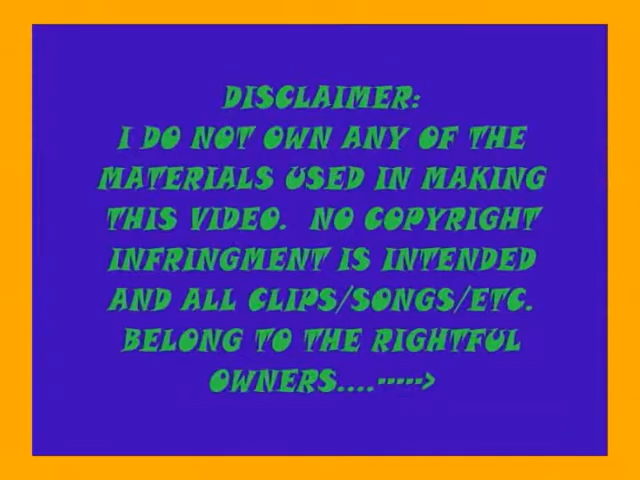 DISCLAIMER:
I DO NOT OWN ANY OF THE
MATERIALS USED IN MAKING
THIS VIDEO.  NO COPYRIGHT
INFRINGMENT IS INTENDED
AND ALL CLIPS/SONGS/ETC.
BELONG TO THE RIGHTFUL
OWNERS....----->